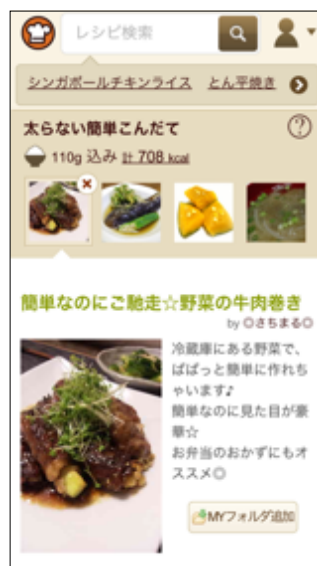 レシピ検索
シンガポールチキンライス とん平焼き
太らない簡単こんだて ?
110g 込み 計 708 kcal
簡単なのにご馳走☆野菜の牛肉巻き
by ◎さちまる◎
冷蔵庫にある野菜で、
ぱぱっと簡単に作れち
ゃいます♪
簡単なのに見た目が豪
華☆
お弁当のおかずにもオ
ススメ◎
MYフォルダ追加